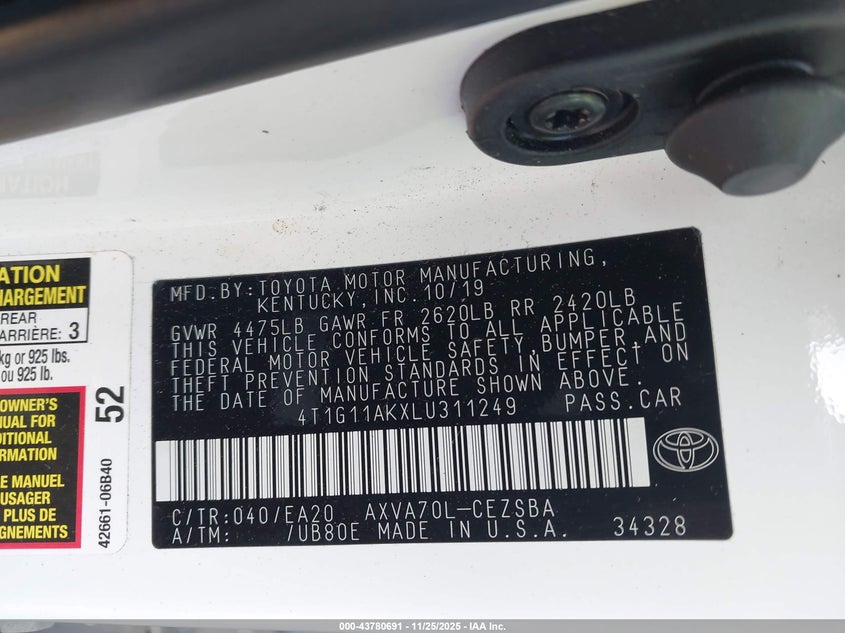 ATION
HARGEMENT
REAR
ARRIÈRE: 3
kg or 925 lbs.
ou 925 lb.
OWNER'S
NUAL FOR
DITIONAL
ORMATION
LE MANUEL
USAGER
PLUS DE
GNEMENTS
52
42661-06B40
MFD. BY: TOYOTA MOTOR MANUFACTURING,
KENTUCKY, INC. 10/19
GVWR 4475LB GAWR FR 2620LB RR 2420LB
THIS VEHICLE CONFORMS TO ALL APPLICABLE
FEDERAL MOTOR VEHICLE SAFETY, BUMPER, AND
THEFT PREVENTION STANDARDS IN EFFECT ON
THE DATE OF MANUFACTURE SHOWN ABOVE.
4T1G11AKXLU311249 PASS.CAR
C/TR:040/EA20 AXVA70L-CEZSBA
A/TM: /UB80E MADE IN U.S.A. 34328
000-43780691 - 11/25/2025 - IAA Inc.